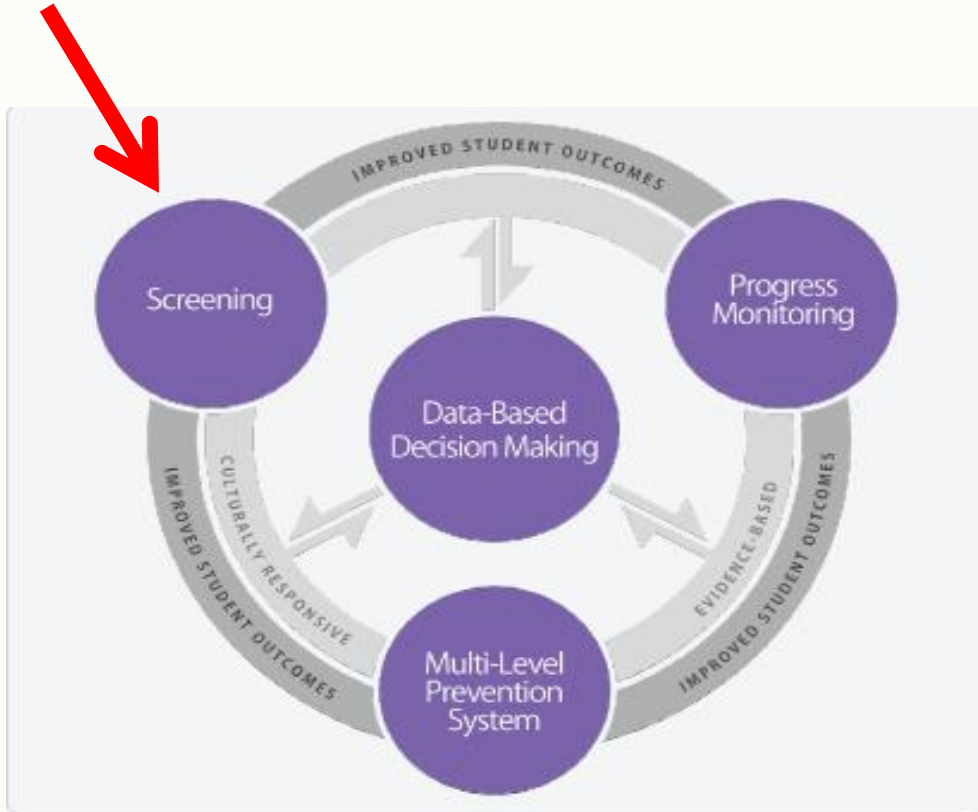 IMPROVED STUDENT OUTCOMES
Screening
Progress
Monitoring
Data-Based
Decision Making
CULTURALLY RESPONSIVE
EVIDENCE-BASED
IMPROVED STUDENT OUTCOMES
IMPROVED STUDENT OUTCOMES
Multi-Level
Prevention
System